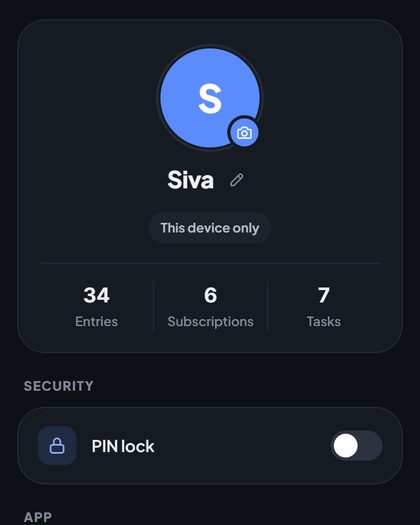 S
Siva
This device only
34 6 7
Entries Subscriptions Tasks
SECURITY
PIN lock
APP